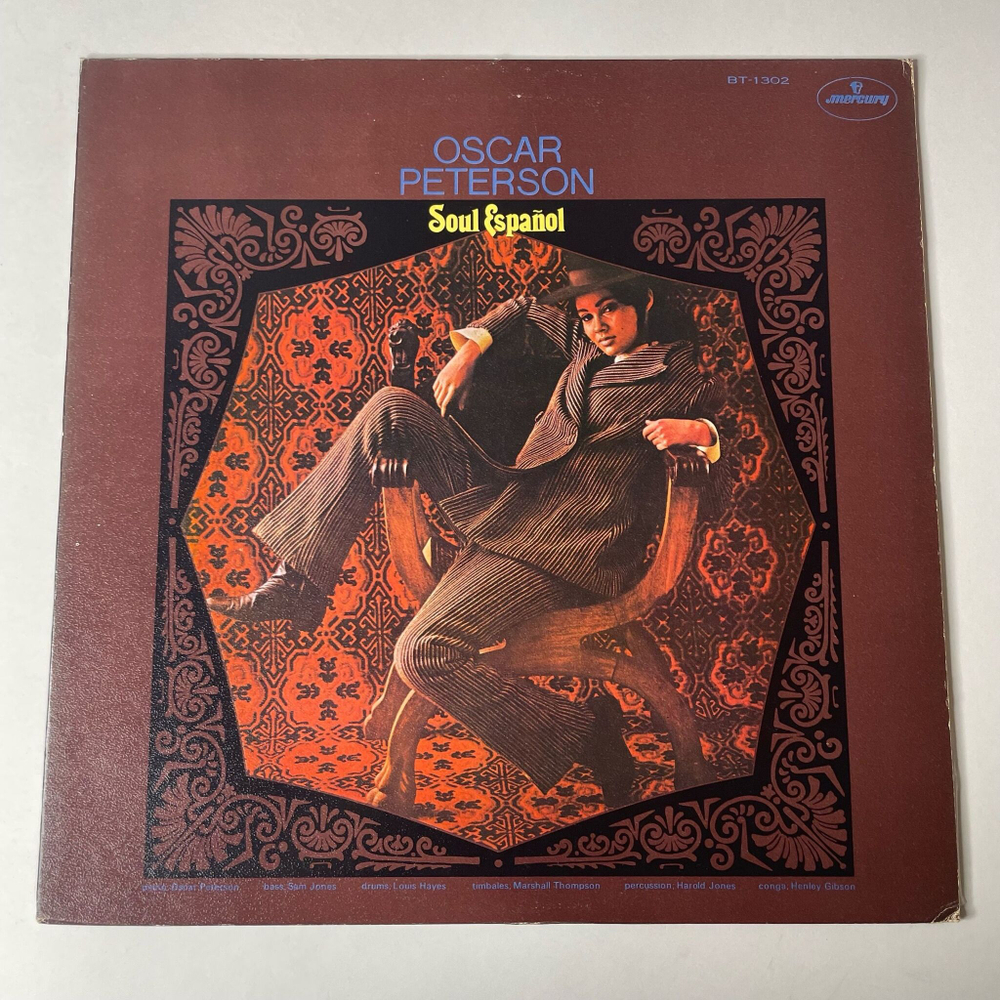 BT-1302
mercury
OSCAR
PETERSON
Soul Español
piano, Oscar Peterson, bass, Sam Jones drums, Louis Hayes timbales, Marshall Thompson percussion, Harold Jones conga, Henley Gibson